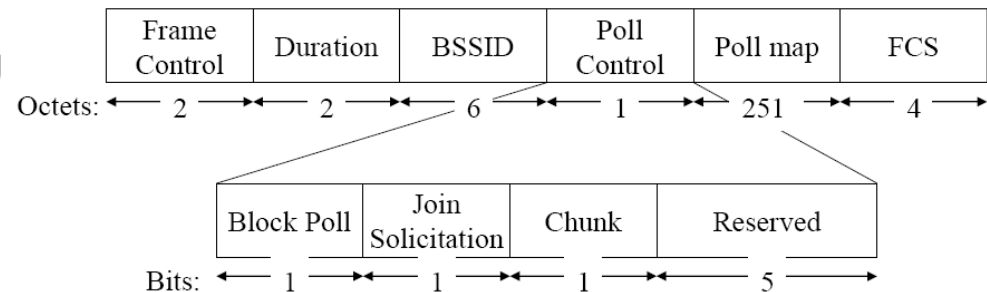 Frame Control Duration BSSID Poll Control Poll map FCS
Octets: 2 2 6 1 251 4
Block Poll Join Solicitation Chunk Reserved
Bits: 1 1 1 5